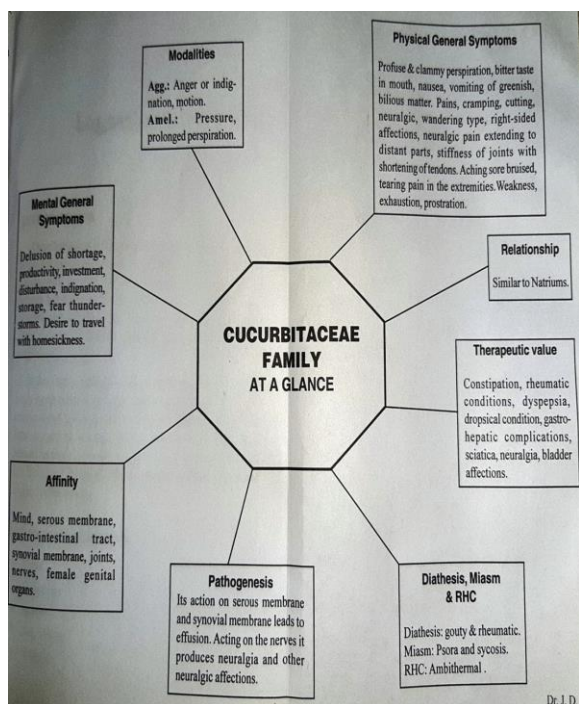 Modalities
Agg.: Anger or indig-
nation, motion.
Amel.: Pressure,
prolonged perspiration.
Physical General Symptoms
Profuse & clammy perspiration, bitter taste
in mouth, nausea, vomiting of greenish,
bilious matter. Pains, cramping, cutting,
neuralgic, wandering type, right-sided
affections, neuralgic pain extending to
distant parts, stiffness of joints with
shortening of tendons. Aching sore bruised,
tearing pain in the extremities. Weakness,
exhaustion, prostration.
Mental General
Symptoms
Delusion of shortage,
productivity, investment,
disturbance, indignation,
storage, fear thunder-
storms. Desire to travel
with homesickness.
Relationship
Similar to Natriums.
CUCURBITACEAE
FAMILY
AT A GLANCE
Therapeutic value
Constipation, rheumatic
conditions, dyspepsia,
dropsical condition, gastro-
hepatic complications,
sciatica, neuralgia, bladder
affections.
Affinity
Mind, serous membrane,
gastro-intestinal tract,
synovial membrane, joints,
nerves, female genital
organs.
Pathogenesis
Its action on serous membrane
and synovial membrane leads to
effusion. Acting on the nerves it
produces neuralgia and other
neuralgic affections.
Diathesis, Miasm
& RHC
Diathesis: gouty & rheumatic.
Miasm: Psora and sycosis.
RHC: Ambithermal .
Dr. J. D